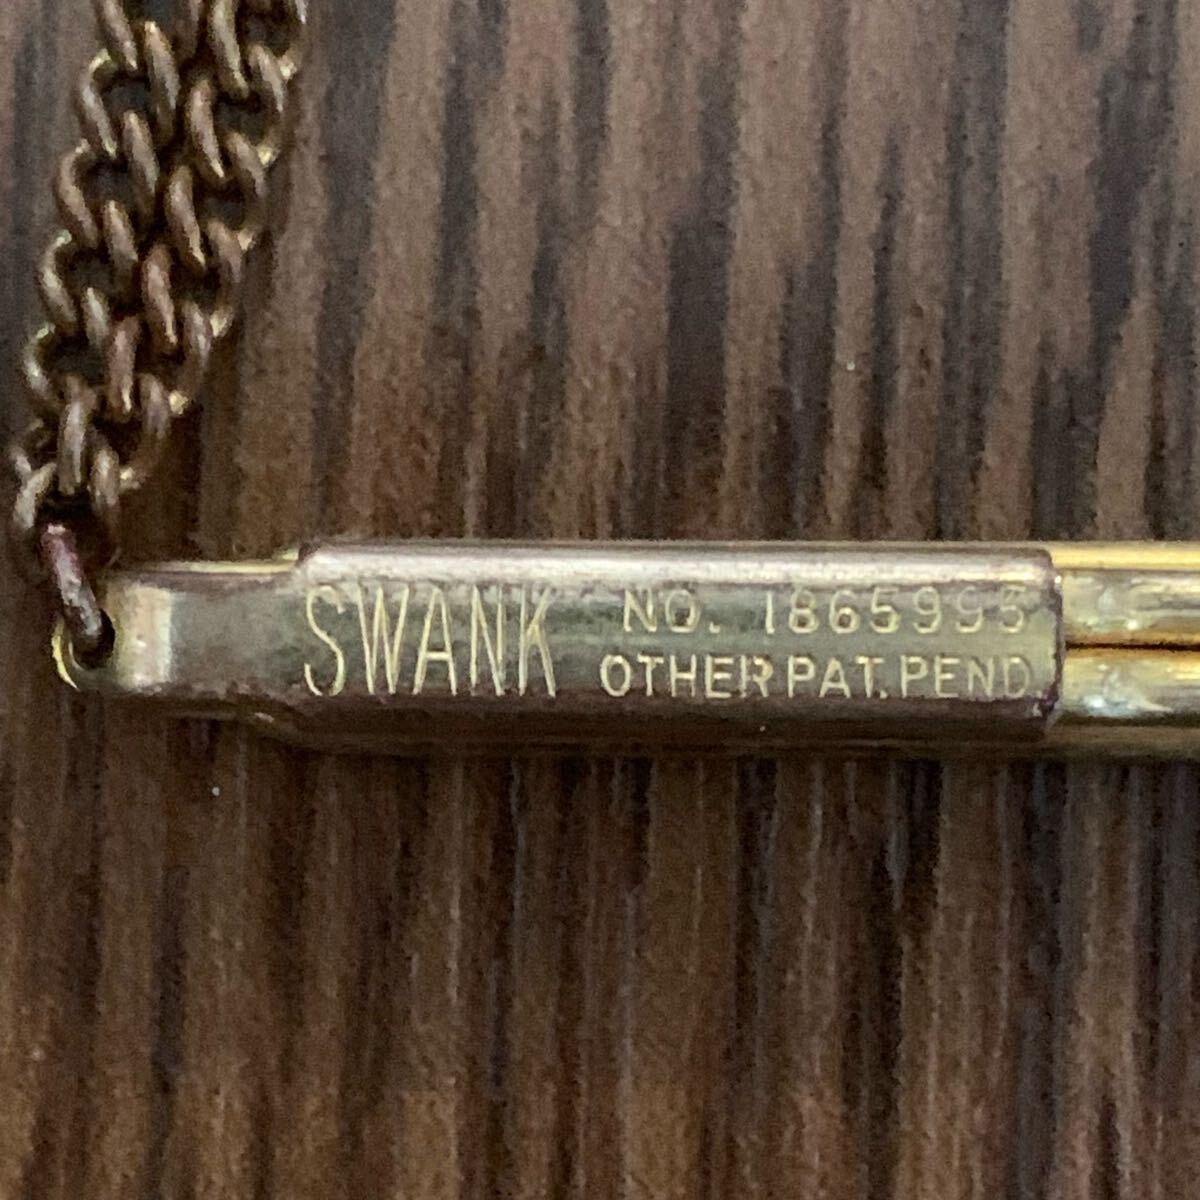 SWANK
NO. 1865995
OTHER PAT. PEND